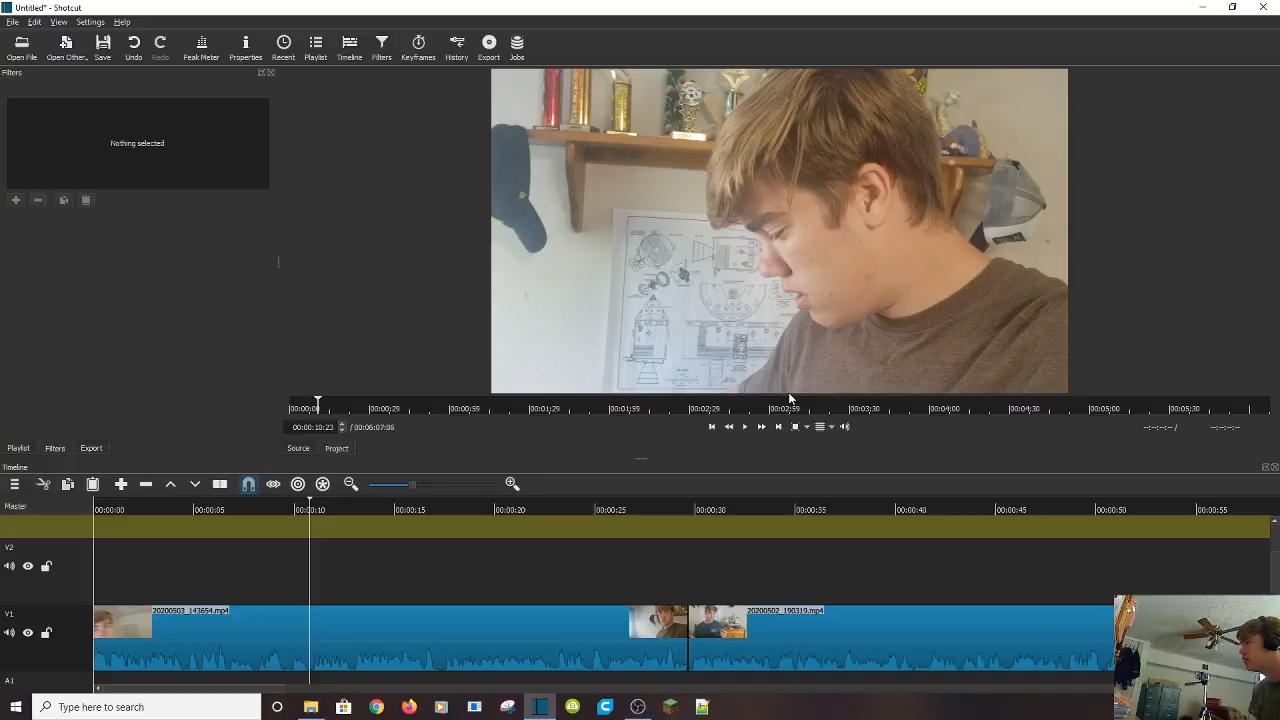 Untitled* - Shotcut
File Edit View Settings Help
Open File Open Other.. Save Undo Redo Peak Meter Properties Recent Playlist Timeline Filters Keyframes History Export Jobs
Filters
Nothing selected
00:00:00 00:00:29 00:00:59 00:01:29 00:01:59 00:02:29 00:02:59 00:03:30 00:04:00 00:04:30 00:05:00 00:05:30
00:00:10:23 / 00:06:07:06 --:--:--:-- / --:--:--:--
Playlist Filters Export Source Project
Timeline
Master 00:00:00 00:00:05 00:00:10 00:00:15 00:00:20 00:00:25 00:00:30 00:00:35 00:00:40 00:00:45 00:00:50 00:00:55
V2
V1 20200503_143654.mp4 20200502_190319.mp4
A1
Type here to search